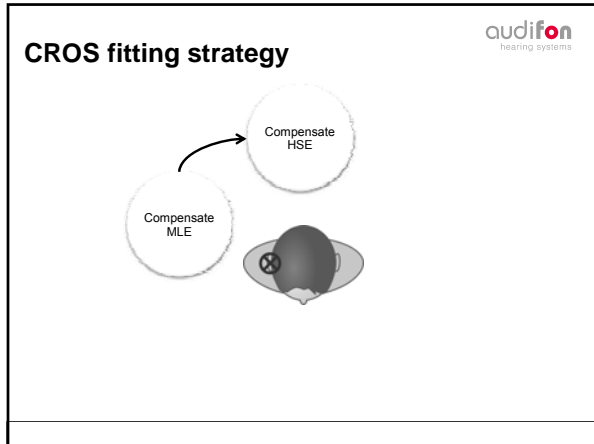 CROS fitting strategy
audifon
hearing systems
Compensate
HSE
Compensate
MLE